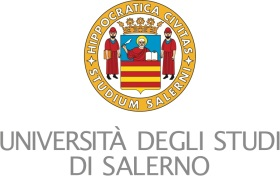 HIPPOCRATICA CIVITAS
STUDIUM SALERNI
UNIVERSITÀ DEGLI STUDI
DI SALERNO